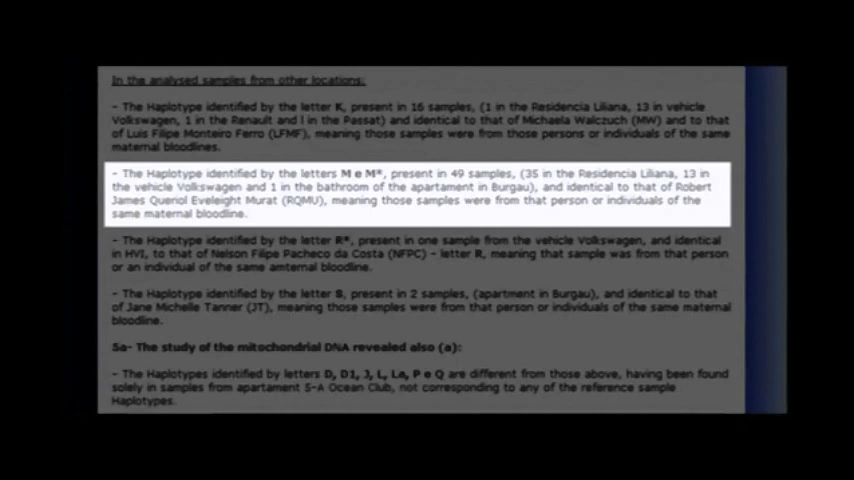 In the analysed samples from other locations:
- The Haplotype identified by the letter K, present in 16 samples, (1 in the Residencia Liliana, 13 in vehicle
Volkswagen, 1 in the Renault and l in the Passat) and identical to that of Michaela Walczuch (MW) and to that
of Luis Filipe Monteiro Ferro (LFMF), meaning those samples were from those persons or individuals of the same
maternal bloodlines.
- The Haplotype identified by the letters M e M*, present in 49 samples, (35 in the Residencia Liliana, 13 in
the vehicle Volkswagen and 1 in the bathroom of the apartament in Burgau), and identical to that of Robert
James Queriol Eveleight Murat (RQMU), meaning those samples were from that person or individuals of the
same maternal bloodline.
- The Haplotype identified by the letter R*, present in one sample from the vehicle Volkswagen, and identical
in HVI, to that of Nelson Filipe Pacheco da Costa (NFPC) - letter R, meaning that sample was from that person
or an individual of the same amternal bloodline.
- The Haplotype identified by the letter S, present in 2 samples, (apartment in Burgau), and identical to that
of Jane Michelle Tanner (JT), meaning those samples were from that person or individuals of the same maternal
bloodline.
5a- The study of the mitochondrial DNA revealed also (a):
- The Haplotypes identified by letters D, D1, J, L, La, P e Q are different from those above, having been found
solely in samples from apartament 5-A Ocean Club, not corresponding to any of the reference sample
Haplotypes.